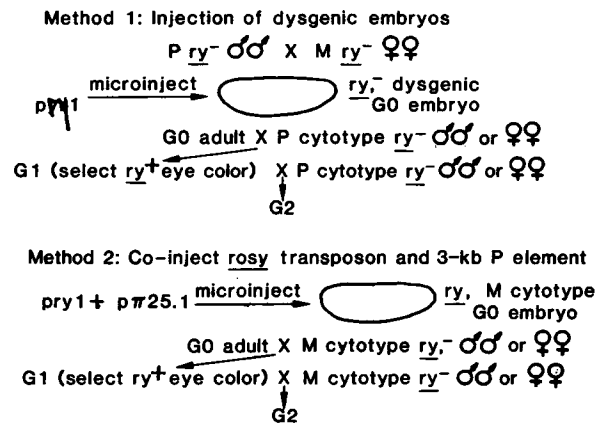 Method 1: Injection of dysgenic embryos
P ry⁻ ♂♂ X M ry⁻ ♀♀
pry1 microinject ry,⁻ dysgenic
G0 embryo
G0 adult X P cytotype ry⁻ ♂♂ or ♀♀
G1 (select ry⁺ eye color) X P cytotype ry⁻ ♂♂ or ♀♀
G2
Method 2: Co-inject rosy transposon and 3-kb P element
pry1 + pπ25.1 microinject ry, M cytotype
G0 embryo
G0 adult X M cytotype ry,⁻ ♂♂ or ♀♀
G1 (select ry⁺ eye color) X M cytotype ry⁻ ♂♂ or ♀♀
G2